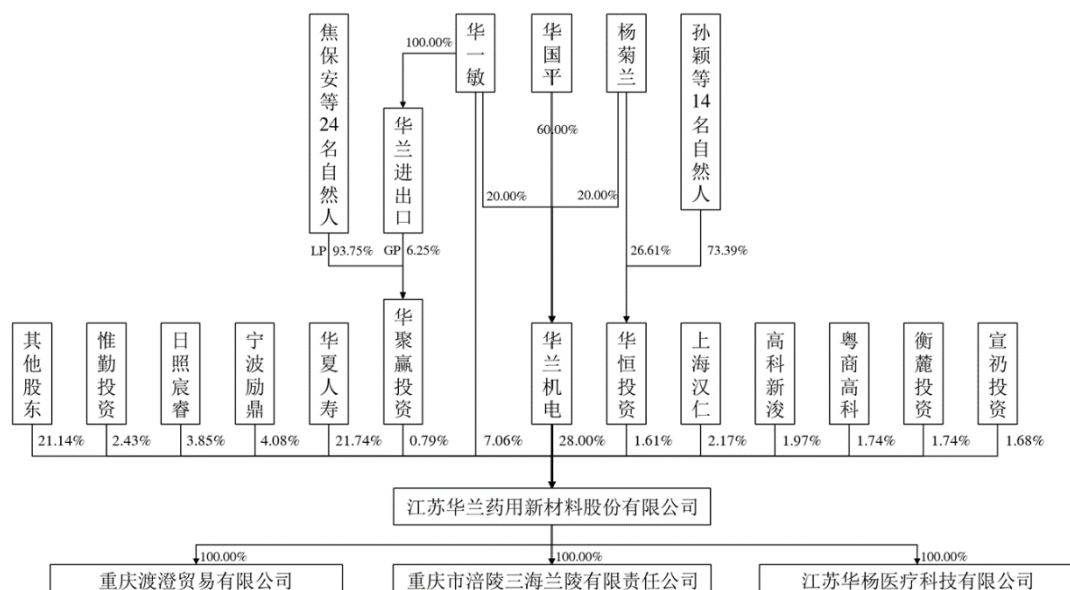 焦保安等24名自然人
100.00%
华一敏
华国平
杨菊兰
孙颖等14名自然人
华兰进出口
60.00%
20.00%
20.00%
LP
93.75%
GP
6.25%
26.61%
73.39%
其他股东
惟勤投资
日照宸睿
宁波励鼎
华夏人寿
华聚赢投资
华兰机电
华恒投资
上海汉仁
高科新浚
粤商高科
衡麓投资
宣礽投资
21.14%
2.43%
3.85%
4.08%
21.74%
0.79%
7.06%
28.00%
1.61%
2.17%
1.97%
1.74%
1.74%
1.68%
江苏华兰药用新材料股份有限公司
100.00%
100.00%
100.00%
重庆渡澄贸易有限公司
重庆市涪陵三海兰陵有限责任公司
江苏华杨医疗科技有限公司